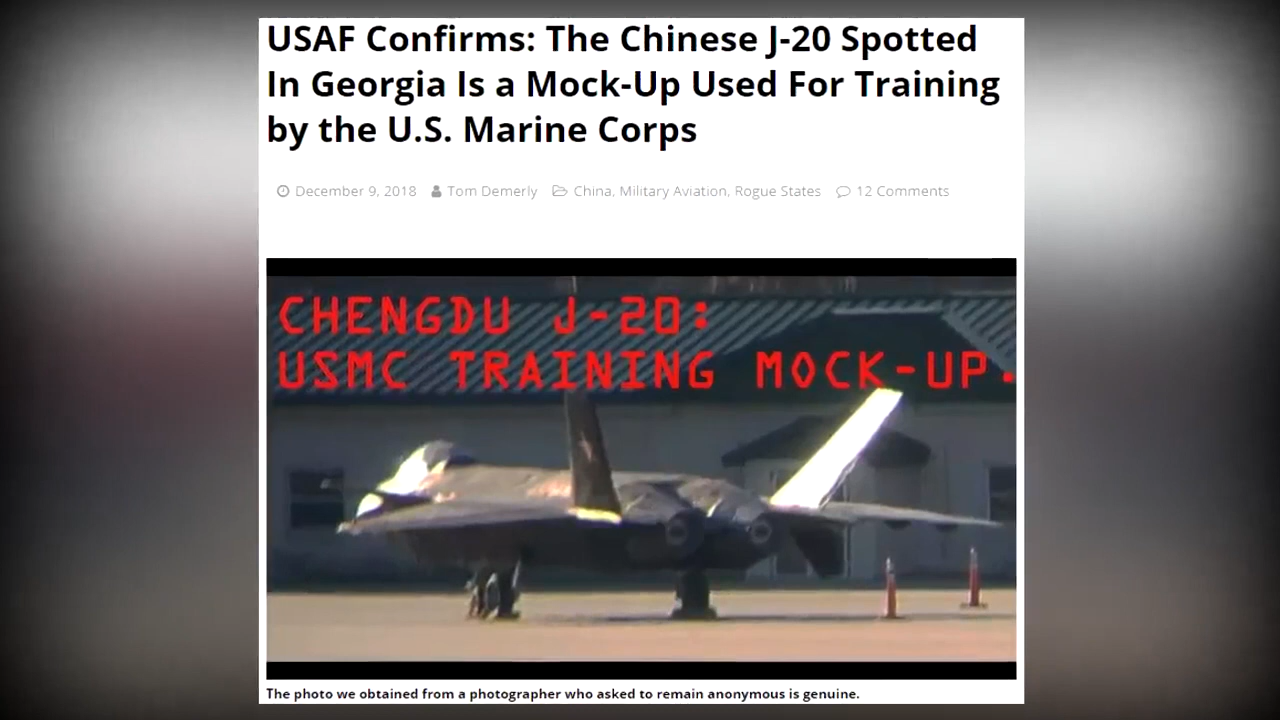 USAF Confirms: The Chinese J-20 Spotted
In Georgia Is a Mock-Up Used For Training
by the U.S. Marine Corps
December 9, 2018 Tom Demerly China, Military Aviation, Rogue States 12 Comments
CHENGDU J-20:
USMC TRAINING MOCK-UP.
The photo we obtained from a photographer who asked to remain anonymous is genuine.